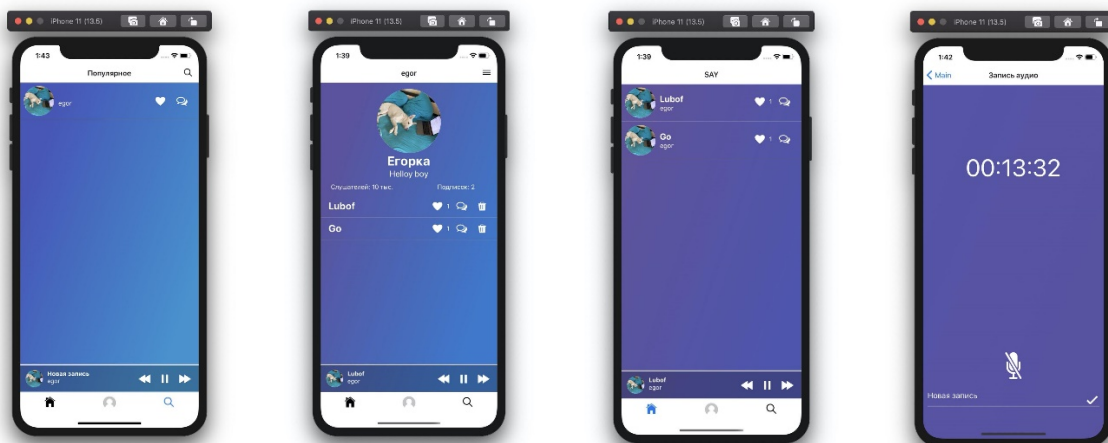 iPhone 11 (13.5)
1:43
Популярное
egor
Новая запись
egor
iPhone 11 (13.5)
1:39
egor
Егорка
Helloy boy
Слушателей: 10 тыс.
Подписок: 2
Lubof
1
Go
1
Lubof
egor
iPhone 11 (13.5)
1:39
SAY
Lubof
egor
1
Go
egor
1
Lubof
egor
iPhone 11 (13.5)
1:42
Main
Запись аудио
00:13:32
Новая запись